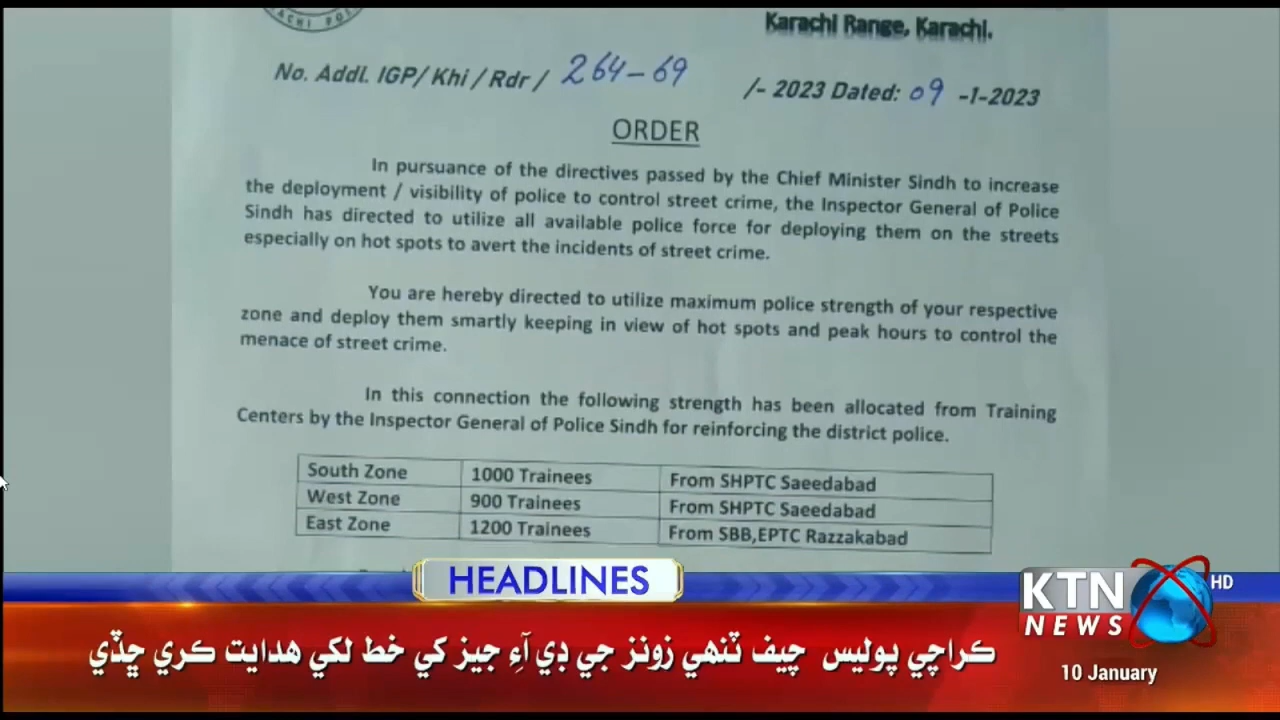 KARACHI POLICE
Karachi Range, Karachi.
No. Addl. IGP/ Khi / Rdr / 264-69 /- 2023 Dated: 09 -1-2023
ORDER
In pursuance of the directives passed by the Chief Minister Sindh to increase
the deployment / visibility of police to control street crime, the Inspector General of Police
Sindh has directed to utilize all available police force for deploying them on the streets
especially on hot spots to avert the incidents of street crime.
You are hereby directed to utilize maximum police strength of your respective
zone and deploy them smartly keeping in view of hot spots and peak hours to control the
menace of street crime.
In this connection the following strength has been allocated from Training
Centers by the Inspector General of Police Sindh for reinforcing the district police.
South Zone 1000 Trainees From SHPTC Saeedabad
West Zone 900 Trainees From SHPTC Saeedabad
East Zone 1200 Trainees From SBB,EPTC Razzakabad
HEADLINES
KTN HD
NEWS
ڪراچي پوليس چيف ٽنهي زونز جي ڊي آءِ جيز کي خط لکي هدايت ڪري ڇڏي
10 January